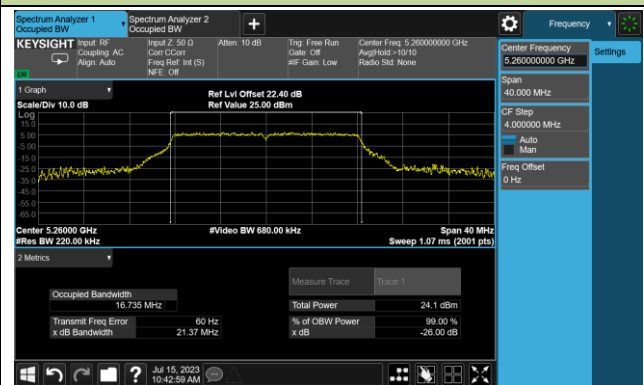 Spectrum Analyzer 1
Occupied BW
Spectrum Analyzer 2
Occupied BW
+
Frequency
KEYSIGHT
Input: RF
Coupling: AC
Align: Auto
Input Z: 50 Ω
Corr CCorr
Freq Ref: Int (S)
NFE: Off
Atten: 10 dB
Trig: Free Run
Gate: Off
#IF Gain: Low
Center Freq: 5.260000000 GHz
Avg|Hold:>10/10
Radio Std: None
Center Frequency
5.260000000 GHz
Settings
Span
40.000 MHz
CF Step
4.000000 MHz
Auto
Man
Freq Offset
0 Hz
1 Graph
Scale/Div 10.0 dB
Ref Lvl Offset 22.40 dB
Ref Value 25.00 dBm
Log
15.0
5.00
-5.00
-15.0
-25.0
-35.0
-45.0
-55.0
-65.0
Center 5.26000 GHz
#Res BW 220.00 kHz
#Video BW 680.00 kHz
Span 40 MHz
Sweep 1.07 ms (2001 pts)
2 Metrics
Measure Trace
Trace 1
Occupied Bandwidth
16.735 MHz
Total Power
24.1 dBm
Transmit Freq Error
60 Hz
% of OBW Power
99.00 %
x dB Bandwidth
21.37 MHz
x dB
-26.00 dB
?
Jul 15, 2023
10:42:59 AM